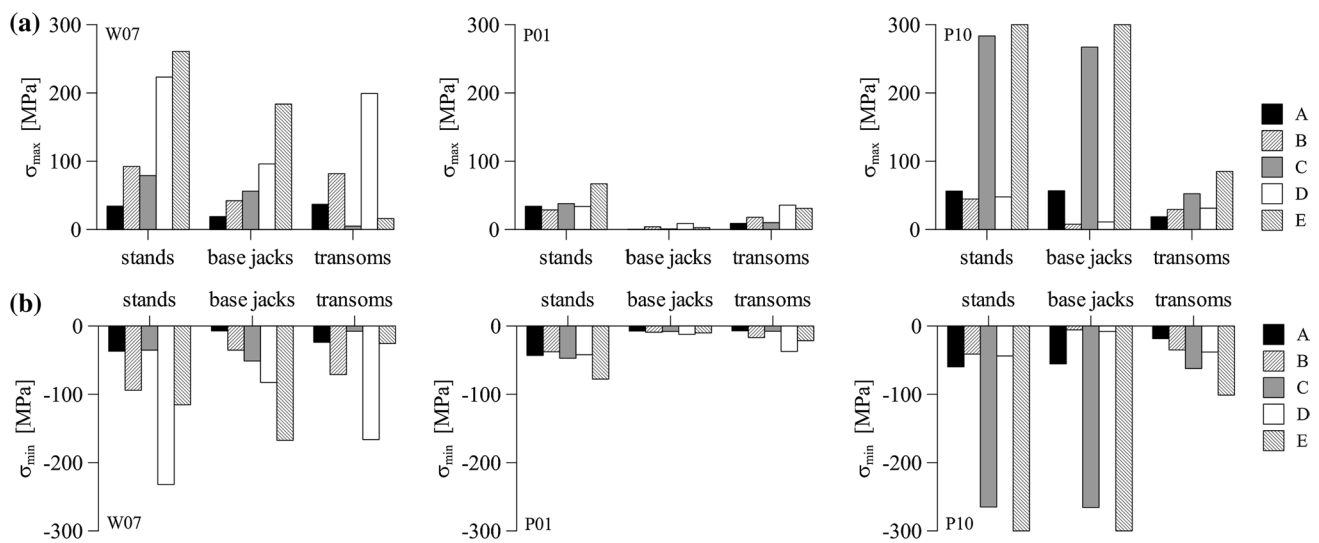 (a)
300
200
100
0
σmax [MPa]
W07
stands base jacks transoms
300
200
100
0
σmax [MPa]
P01
stands base jacks transoms
300
200
100
0
σmax [MPa]
P10
stands base jacks transoms
A
B
C
D
E
(b)
stands base jacks transoms
0
-100
-200
-300
σmin [MPa]
W07
stands base jacks transoms
0
-100
-200
-300
σmin [MPa]
P01
stands base jacks transoms
0
-100
-200
-300
σmin [MPa]
P10
A
B
C
D
E